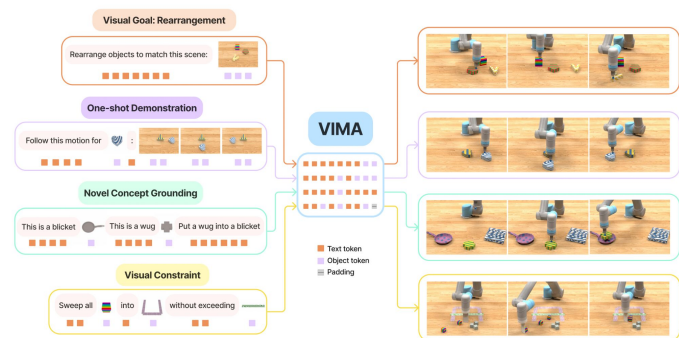 Visual Goal: Rearrangement
Rearrange objects to match this scene:
One-shot Demonstration
Follow this motion for :
Novel Concept Grounding
This is a blicket This is a wug Put a wug into a blicket
Visual Constraint
Sweep all into without exceeding
VIMA
Text token
Object token
Padding